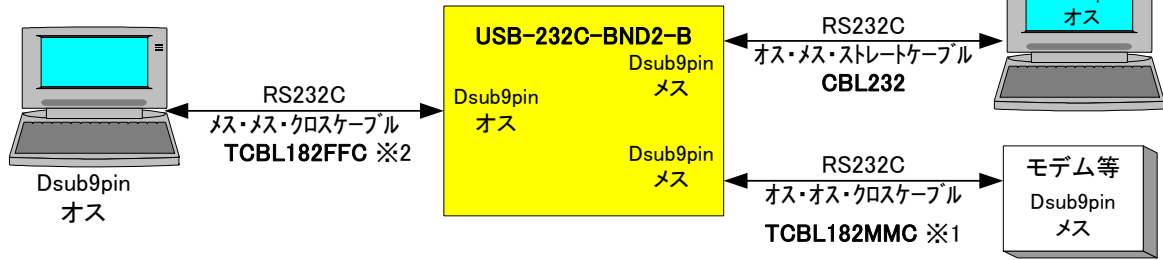 RS232C
メス・メス・クロスケーブル
TCBL182FFC ※2
Dsub9pin
オス
USB-232C-BND2-B
Dsub9pin
メス
Dsub9pin
オス
Dsub9pin
メス
RS232C
オス・メス・ストレートケーブル
CBL232
オス
RS232C
オス・オス・クロスケーブル
TCBL182MMC ※1
モデム等
Dsub9pin
メス